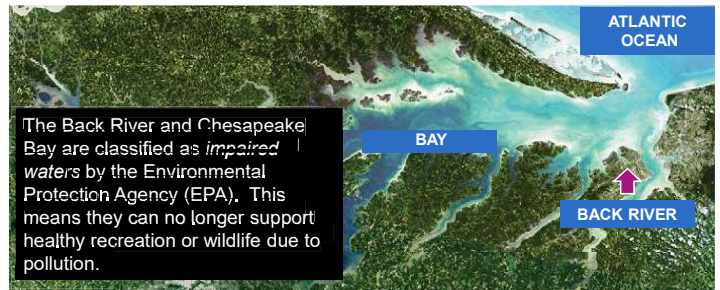 ATLANTIC
OCEAN
The Back River and Chesapeake
Bay are classified as impaired
waters by the Environmental
Protection Agency (EPA). This
means they can no longer support
healthy recreation or wildlife due to
pollution.
BAY
BACK RIVER